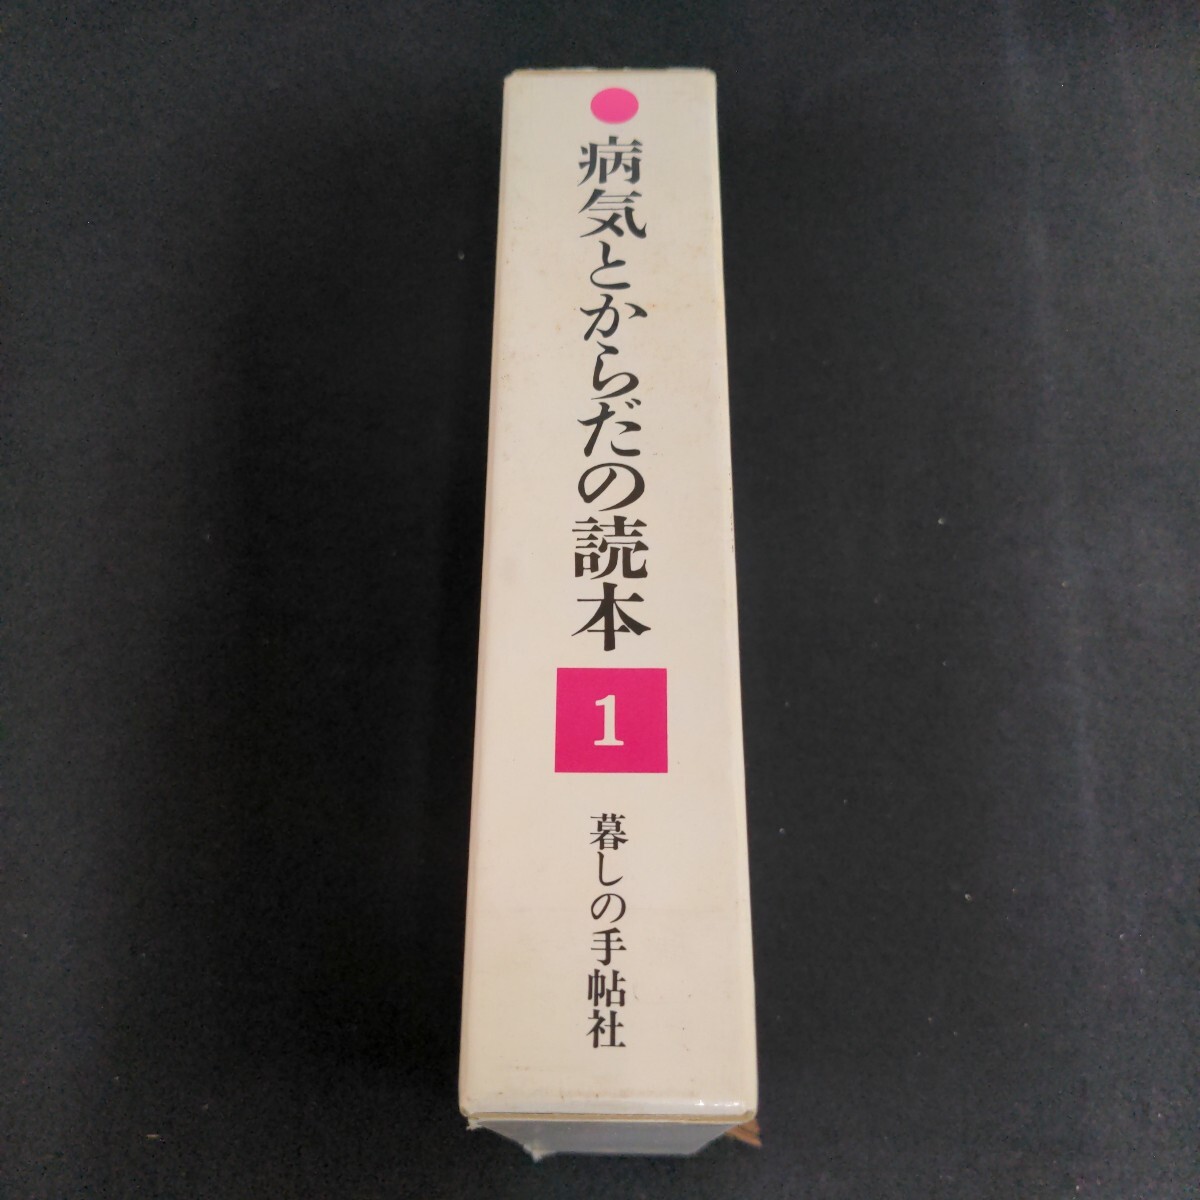 病気とからだの読本
1
暮しの手帖社